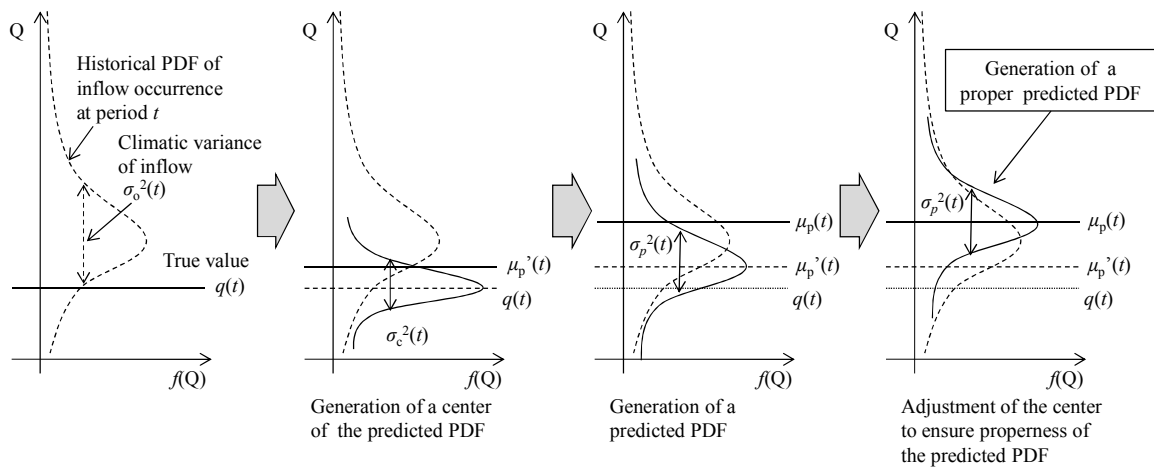 Q
Historical PDF of
inflow occurrence
at period t
Climatic variance
of inflow
σo²(t)
True value
q(t)
f(Q)
μp’(t)
q(t)
σc²(t)
f(Q)
Generation of a center
of the predicted PDF
Q
μp(t)
σp²(t)
μp’(t)
q(t)
f(Q)
Generation of a
predicted PDF
Q
Generation of a
proper predicted PDF
σp²(t)
μp(t)
μp’(t)
q(t)
f(Q)
Adjustment of the center
to ensure properness of
the predicted PDF